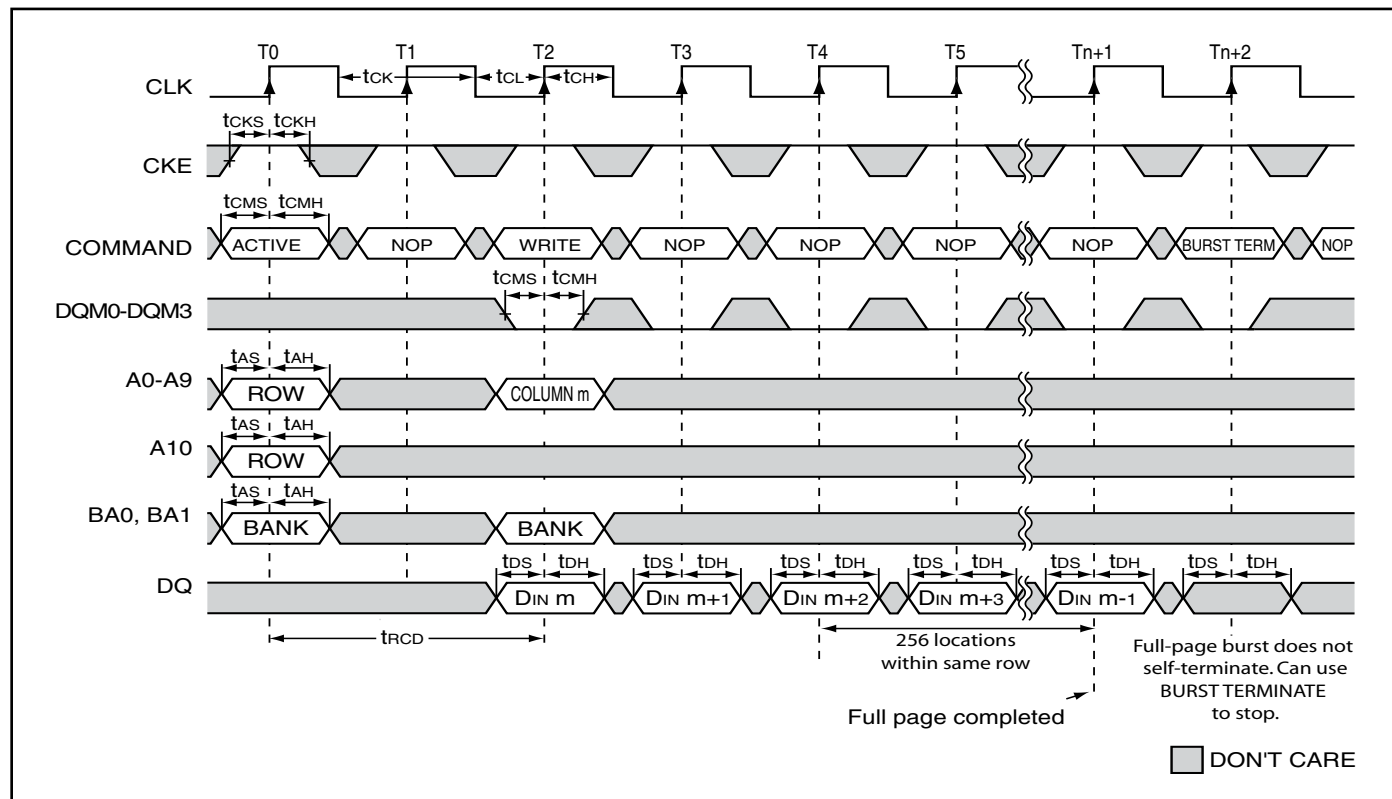 T0 T1 T2 T3 T4 T5 Tn+1 Tn+2
CLK
tCK tCL tCH
tCKS tCKH
CKE
tCMS tCMH
COMMAND ACTIVE NOP WRITE NOP NOP NOP NOP BURST TERM NOP
tCMS tCMH
DQM0-DQM3
tAS tAH
A0-A9 ROW COLUMN m
tAS tAH
A10 ROW
tAS tAH
BA0, BA1 BANK BANK
tDS tDH tDS tDH tDS tDH tDS tDH tDS tDH tDS tDH
DQ DIN m DIN m+1 DIN m+2 DIN m+3 DIN m-1
tRCD
256 locations
within same row
Full page completed
Full-page burst does not
self-terminate. Can use
BURST TERMINATE
to stop.
DON'T CARE